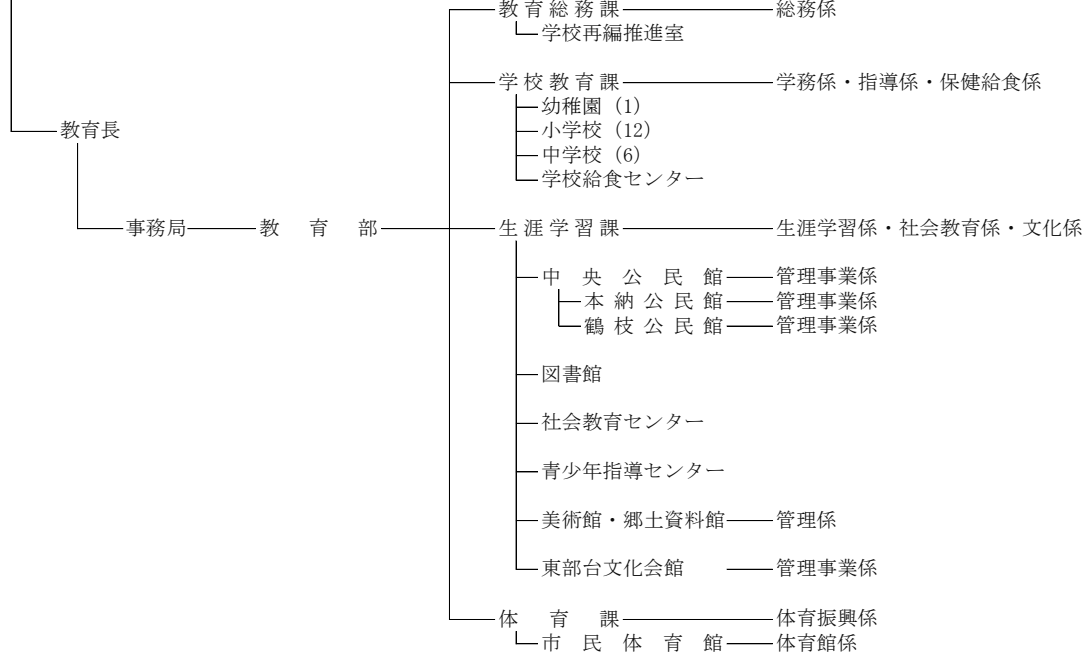 教育総務課 総務係
学校再編推進室
学校教育課 学務係・指導係・保健給食係
幼稚園 (1)
小学校 (12)
教育長
中学校 (6)
学校給食センター
事務局 教育部 生涯学習課 生涯学習係・社会教育係・文化係
中央公民館 管理事業係
本納公民館 管理事業係
鶴枝公民館 管理事業係
図書館
社会教育センター
青少年指導センター
美術館・郷土資料館 管理係
東部台文化会館 管理事業係
体育課 体育振興係
市民体育館 体育館係